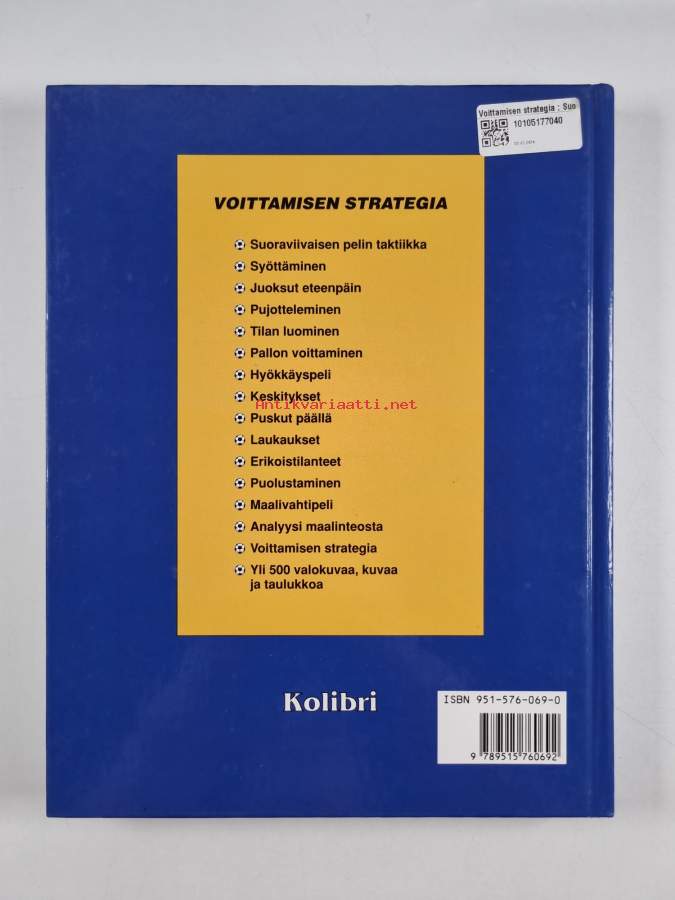 Voittamisen strategia : Suo
10105177040
VOITTAMISEN STRATEGIA
Suoraviivaisen pelin taktiikka
Syöttäminen
Juoksut eteenpäin
Pujotteleminen
Tilan luominen
Pallon voittaminen
Hyökkäyspeli
Keskitykset
Antikvariaatti.net
Puskut päällä
Laukaukset
Erikoistilanteet
Puolustaminen
Maalivahtipeli
Analyysi maalinteosta
Voittamisen strategia
Yli 500 valokuvaa, kuvaa
ja taulukkoa
Kolibri
ISBN 951-576-069-0
9 789515 760692